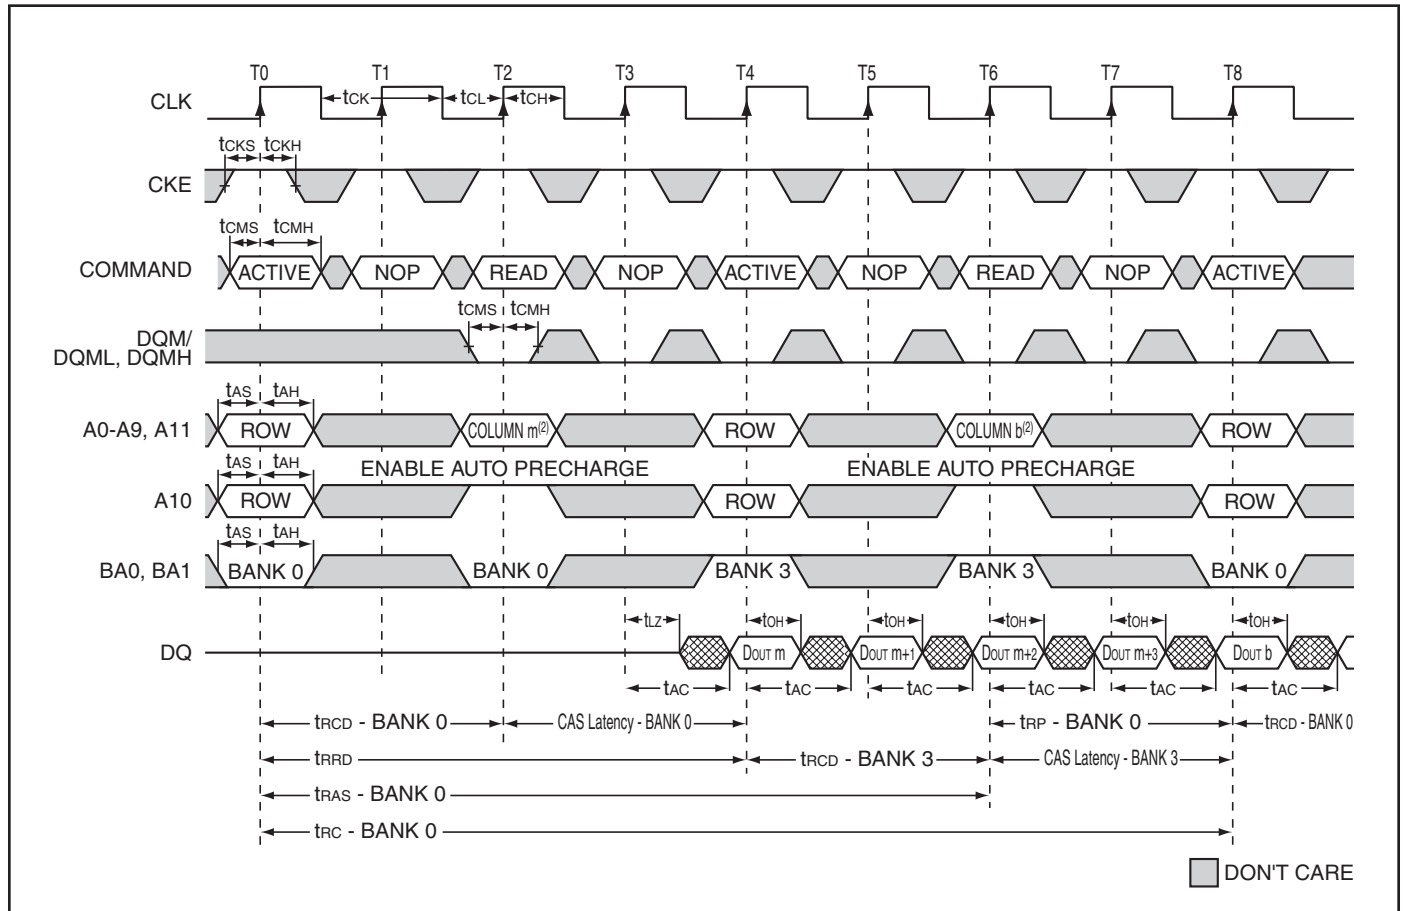 T0 T1 T2 T3 T4 T5 T6 T7 T8
CLK tCK tCL tCH
tCKS tCKH
CKE
tCMS tCMH
COMMAND ACTIVE NOP READ NOP ACTIVE NOP READ NOP ACTIVE
tCMS tCMH
DQM/
DQML, DQMH
tAS tAH
A0-A9, A11 ROW COLUMN m(2) ROW COLUMN b(2) ROW
tAS tAH ENABLE AUTO PRECHARGE ENABLE AUTO PRECHARGE
A10 ROW ROW ROW
tAS tAH
BA0, BA1 BANK 0 BANK 0 BANK 3 BANK 3 BANK 0
tLZ tOH tOH tOH tOH tOH
DQ DOUT m DOUT m+1 DOUT m+2 DOUT m+3 DOUT b
tAC tAC tAC tAC tAC tAC
tRCD - BANK 0 CAS Latency - BANK 0 tRP - BANK 0 tRCD - BANK 0
tRRD tRCD - BANK 3 CAS Latency - BANK 3
tRAS - BANK 0
tRC - BANK 0
DON'T CARE